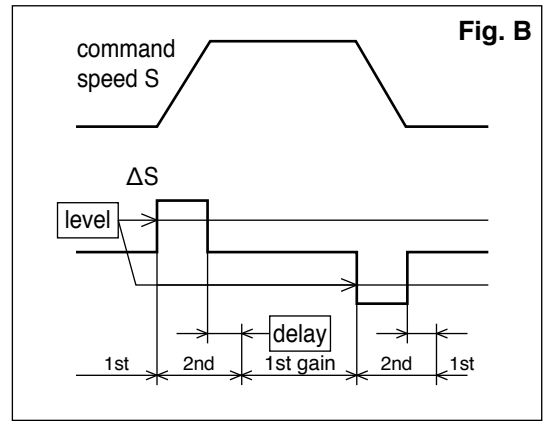 Fig. B
command
speed S
ΔS
level
delay
1st 2nd 1st gain 2nd 1st